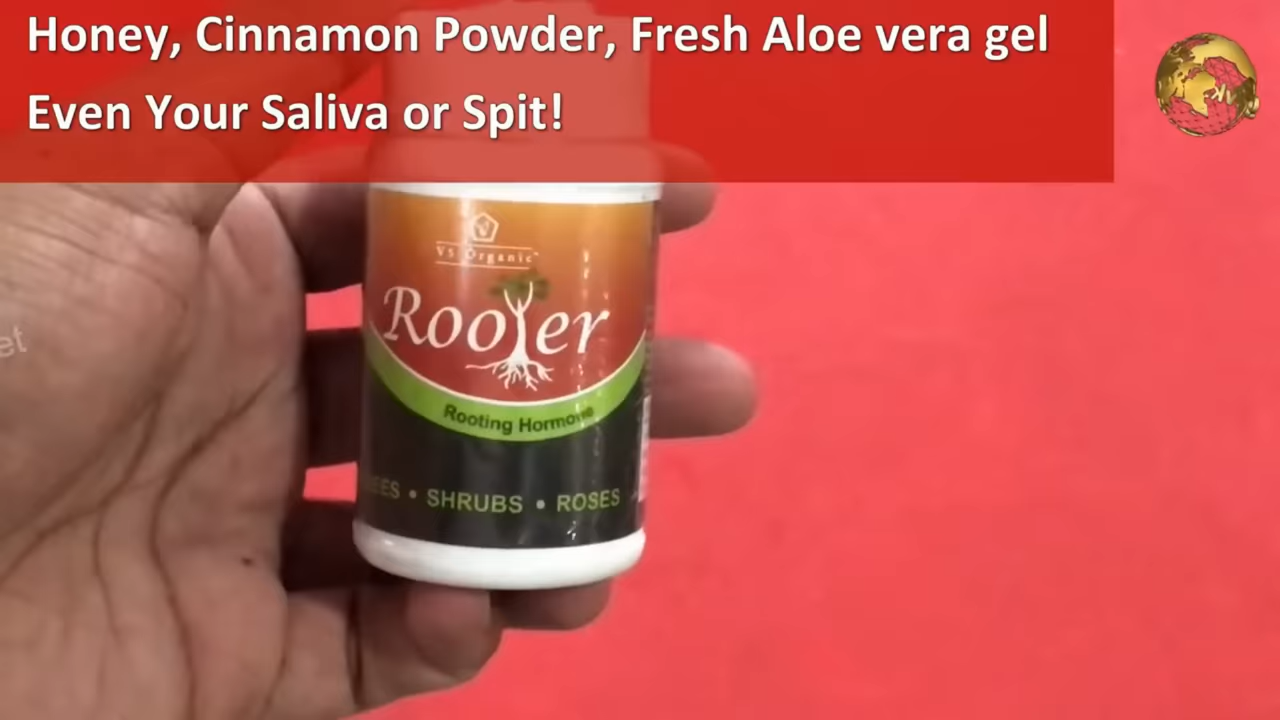 Honey, Cinnamon Powder, Fresh Aloe vera gel
Even Your Saliva or Spit!
VS Organic
Rooter
Rooting Hormone
SHRUBS • ROSES